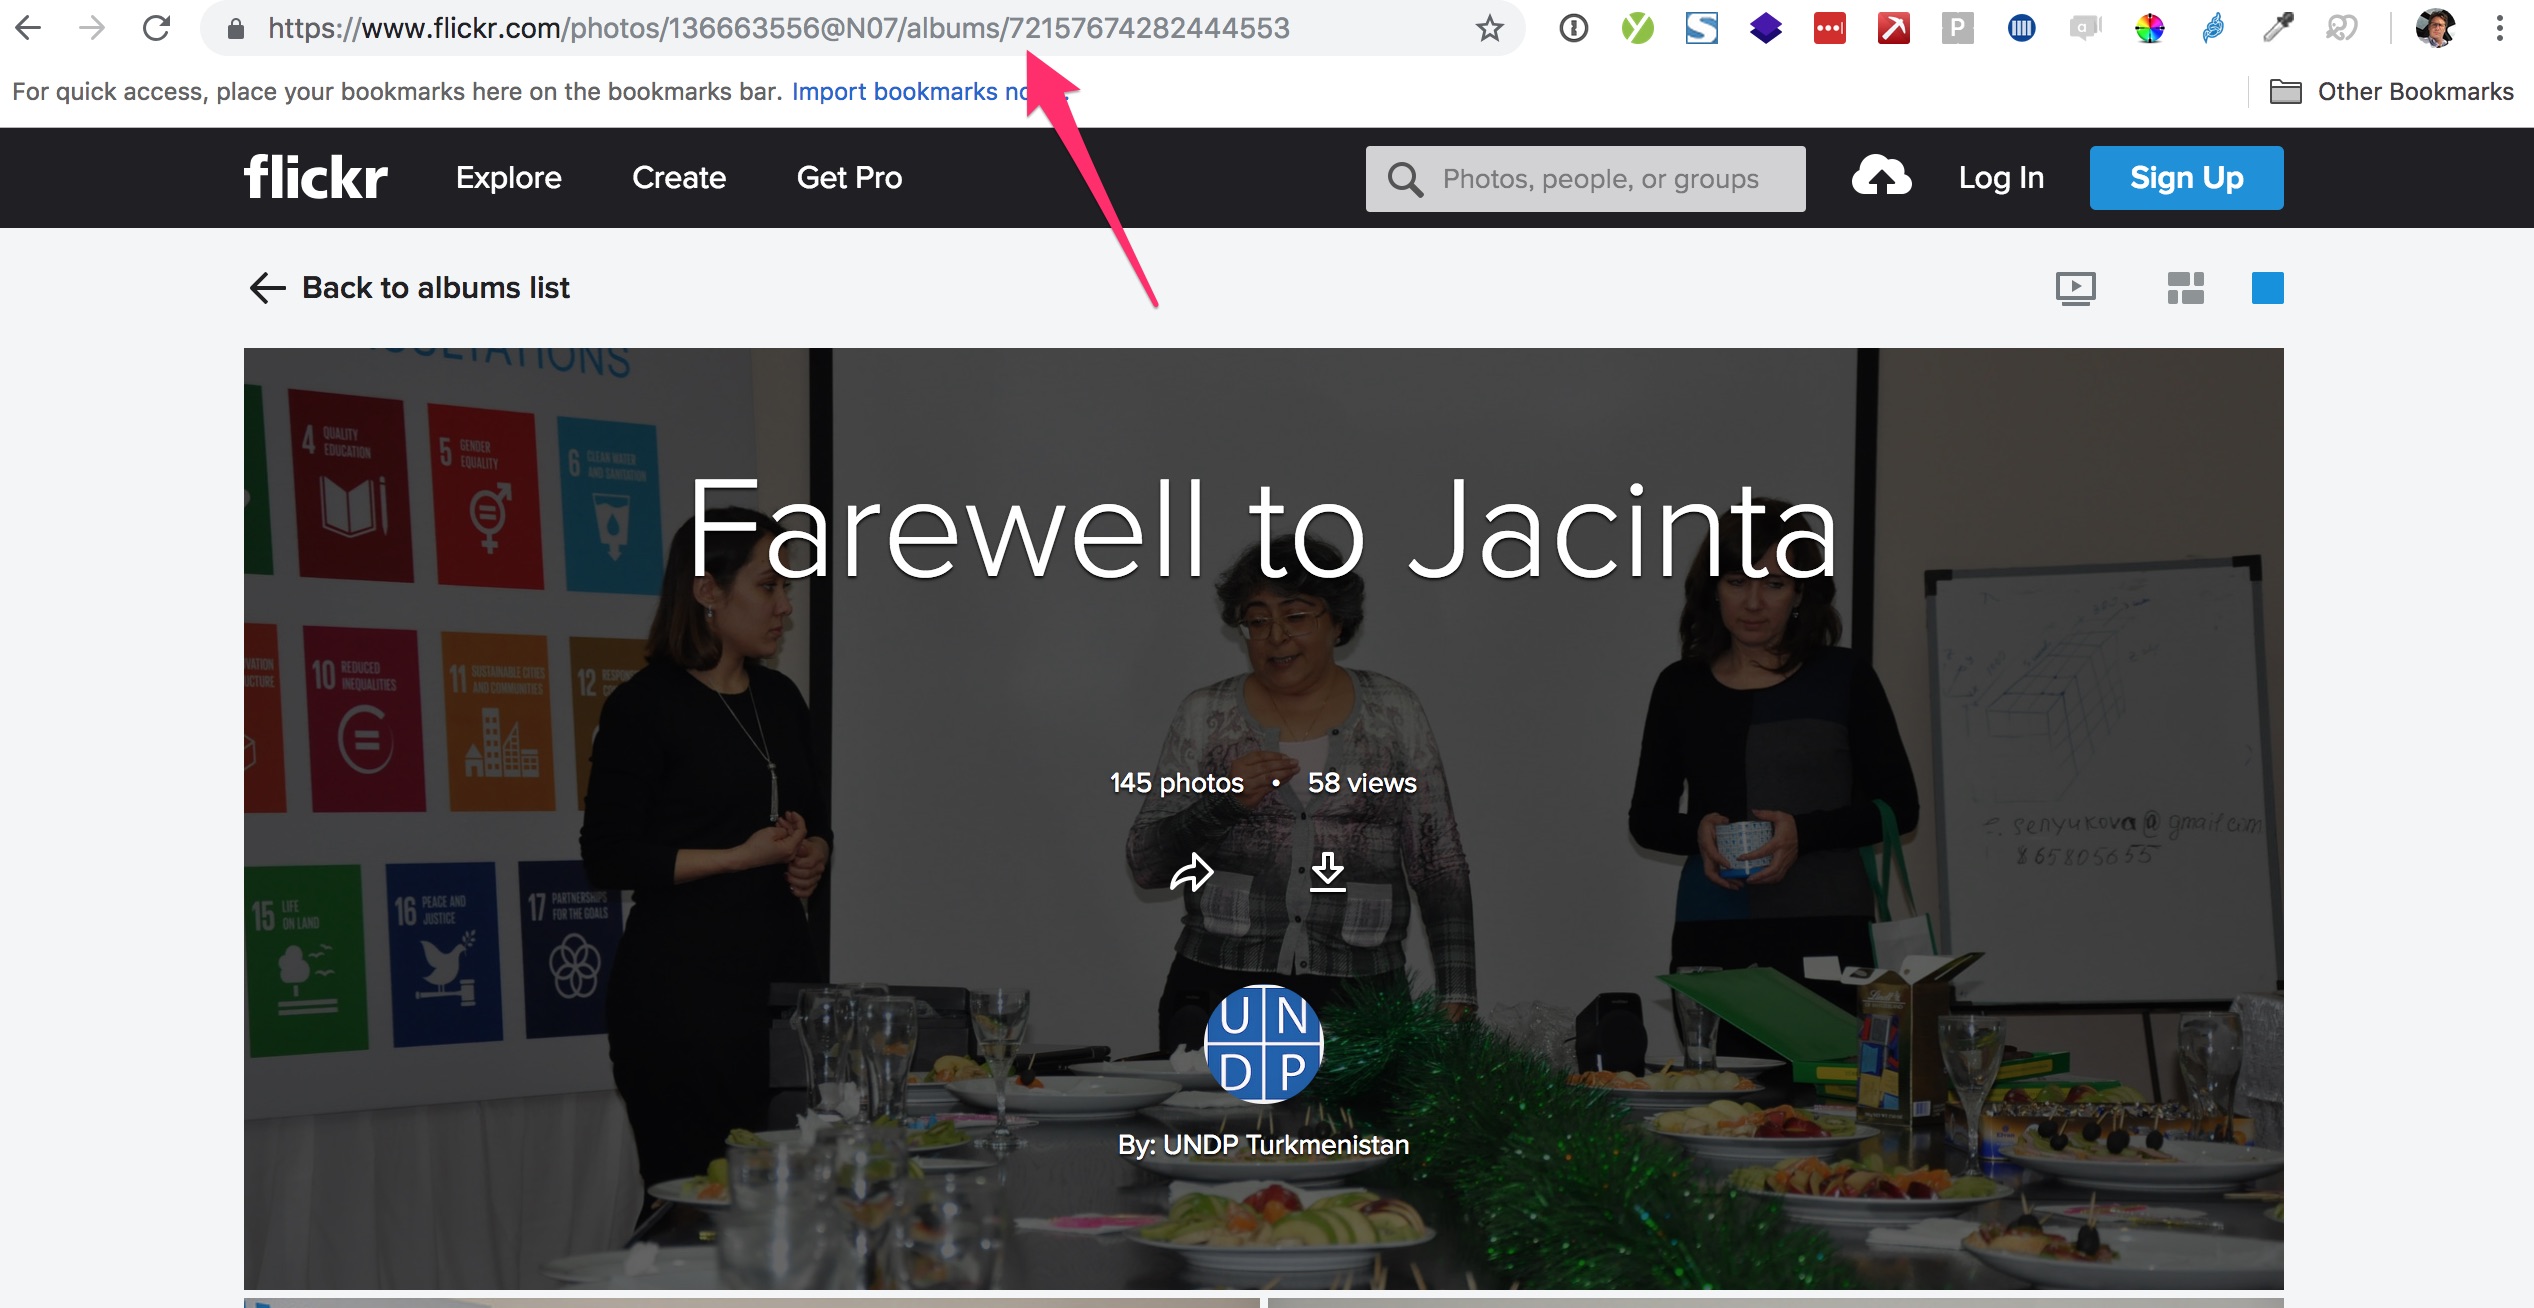 https://www.flickr.com/photos/136663556@N07/albums/72157674282444553
For quick access, place your bookmarks here on the bookmarks bar. Import bookmarks
Other Bookmarks
flickr
Explore
Create
Get Pro
Photos, people, or groups
Log In
Sign Up
Back to albums list
4 QUALITY
EDUCATION
5 GENDER
EQUALITY
6 CLEAN WATER
AND SANITATION
Farewell to Jacinta
10 REDUCED
INEQUALITIES
11 SUSTAINABLE CITIES
AND COMMUNITIES
12
145 photos • 58 views
senyukova@gmail.com
865805655
15 LIFE
ON LAND
16 PEACE AND
JUSTICE
17 PARTNERSHIPS
FOR THE GOALS
UN
DP
By: UNDP Turkmenistan